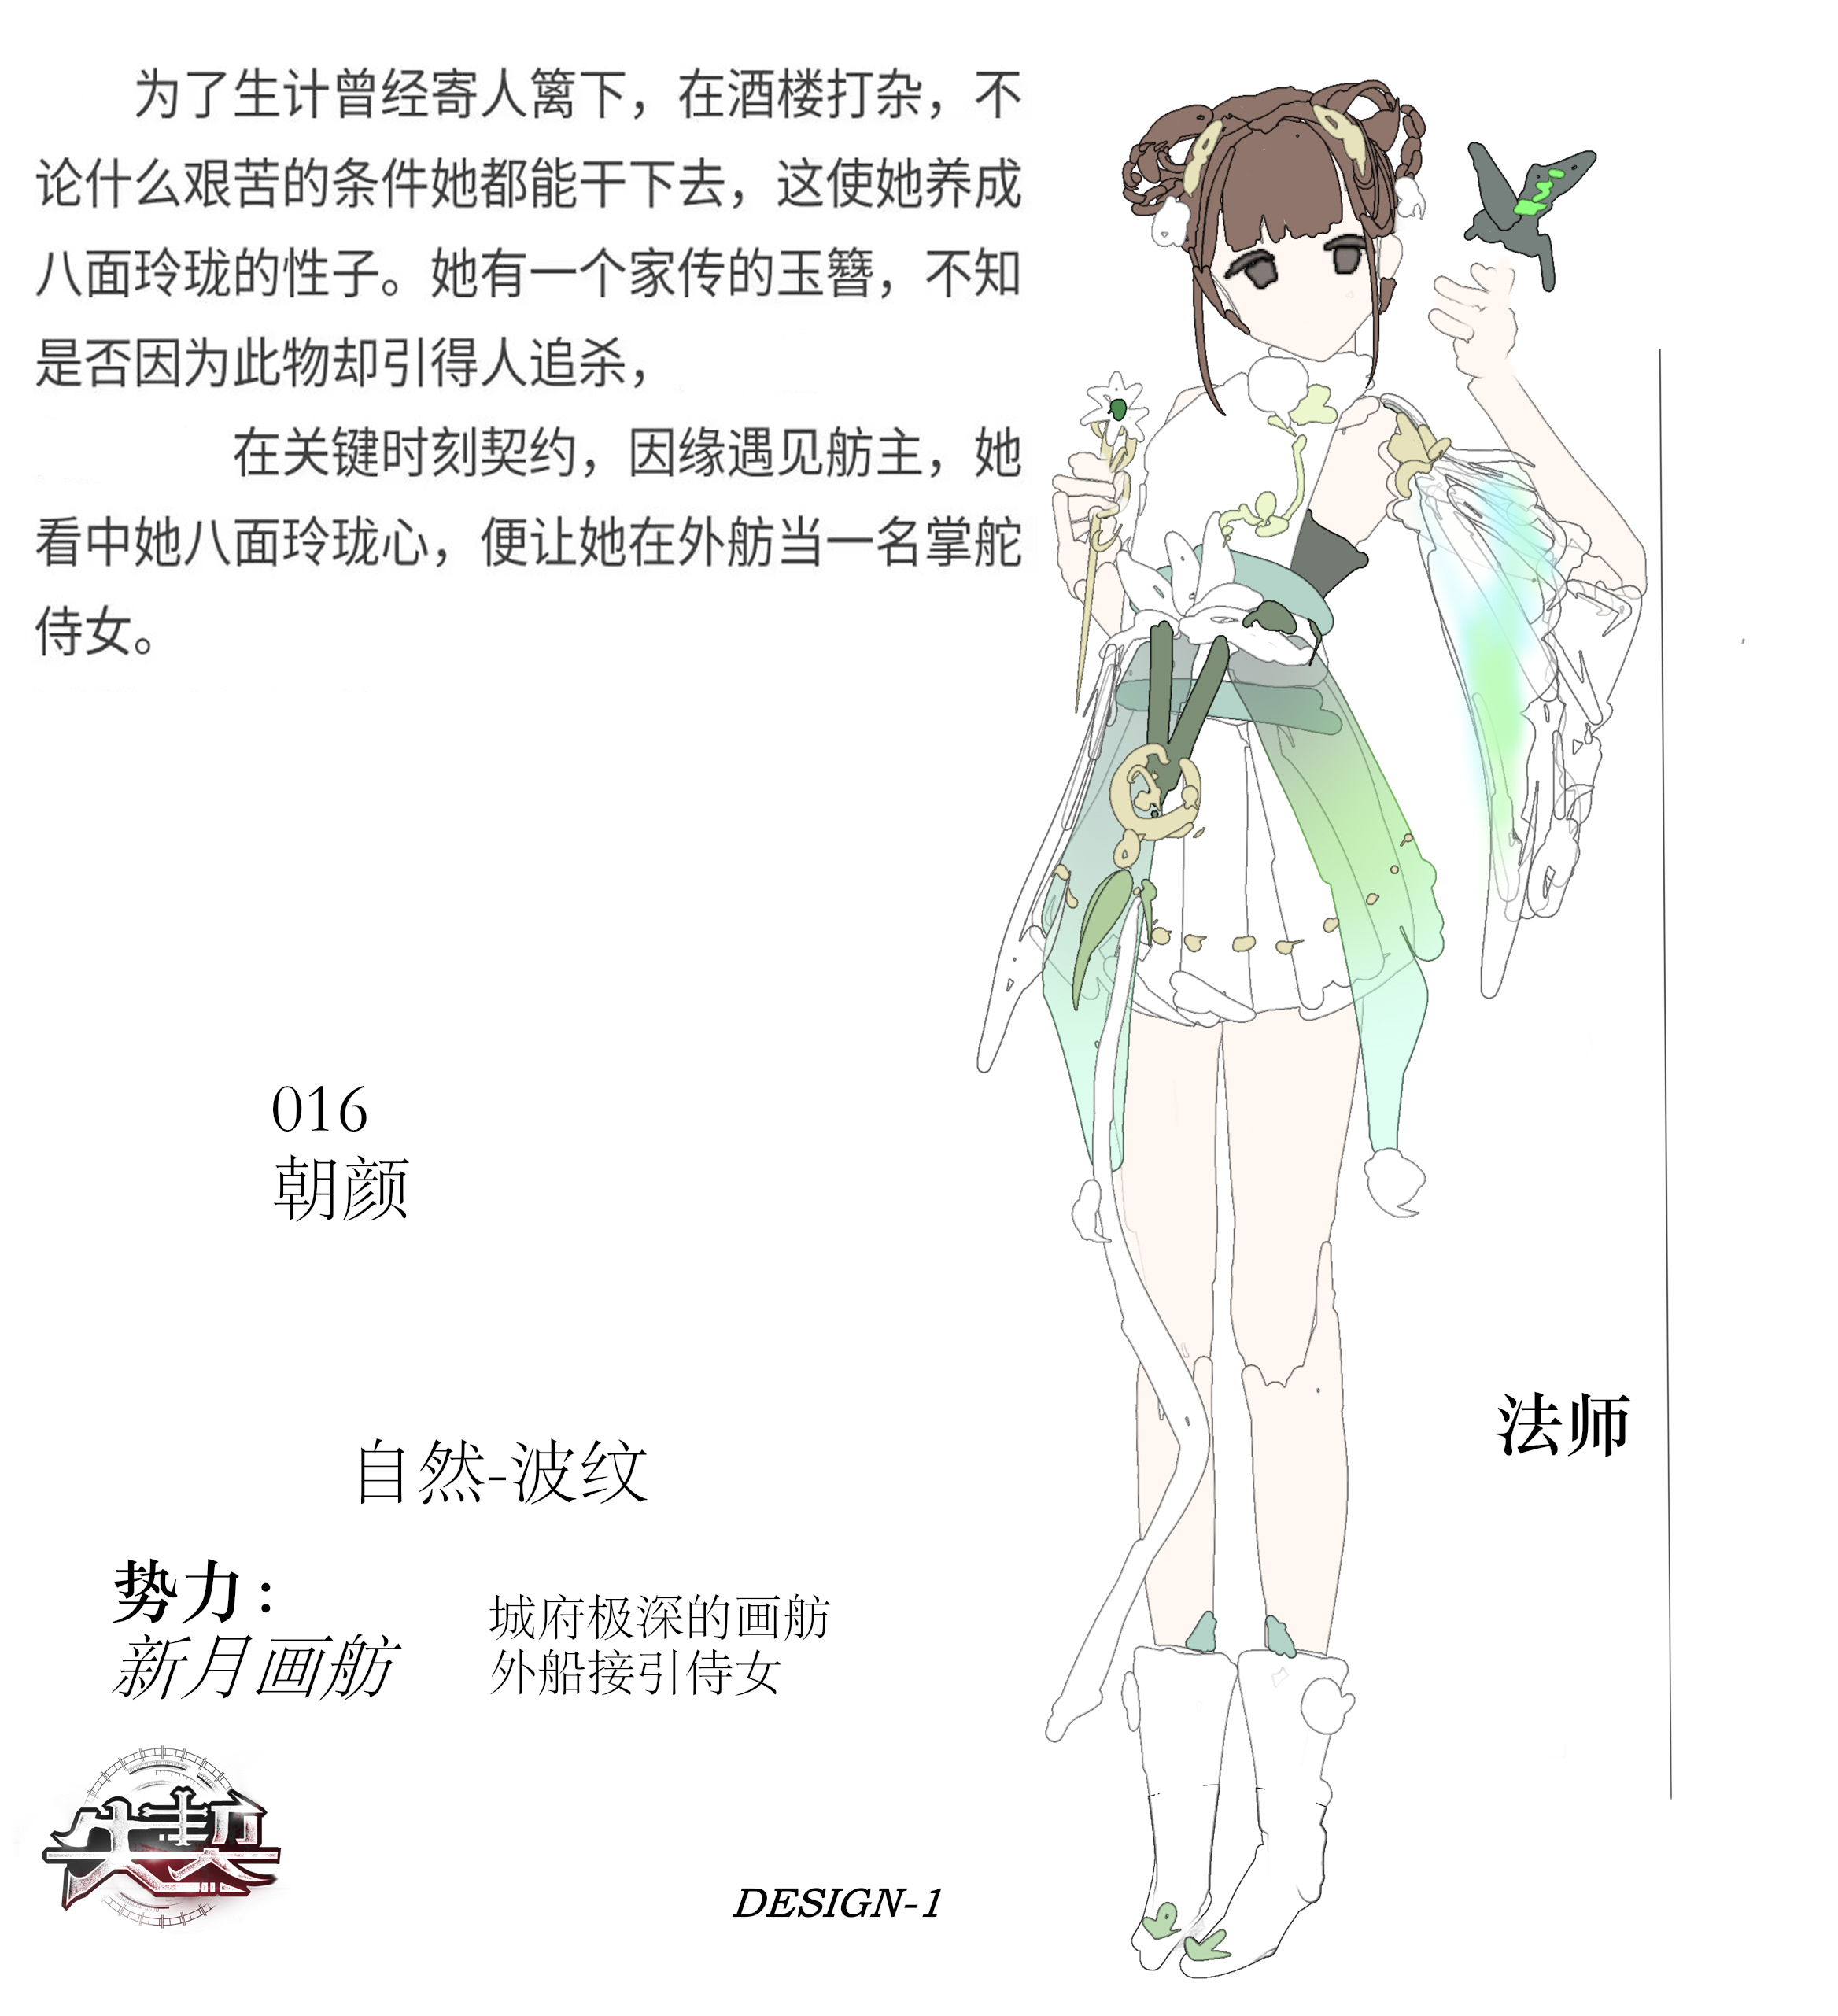 为了生计曾经寄人篱下，在酒楼打杂，不
论什么艰苦的条件她都能干下去，这使她养成
八面玲珑的性子。她有一个家传的玉簪，不知
是否因为此物却引得人追杀，
在关键时刻契约，因缘遇见舫主，她
看中她八面玲珑心，便让她在外舫当一名掌舵
侍女。
016
朝颜
法师
自然-波纹
势力：
新月画舫
城府极深的画舫
外船接引侍女
失契
DESIGN-1